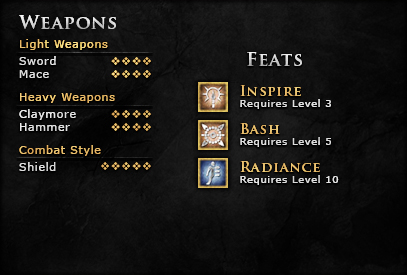 WEAPONS
Light Weapons
Sword
Mace
Heavy Weapons
Claymore
Hammer
Combat Style
Shield
FEATS
INSPIRE
Requires Level 3
BASH
Requires Level 5
RADIANCE
Requires Level 10